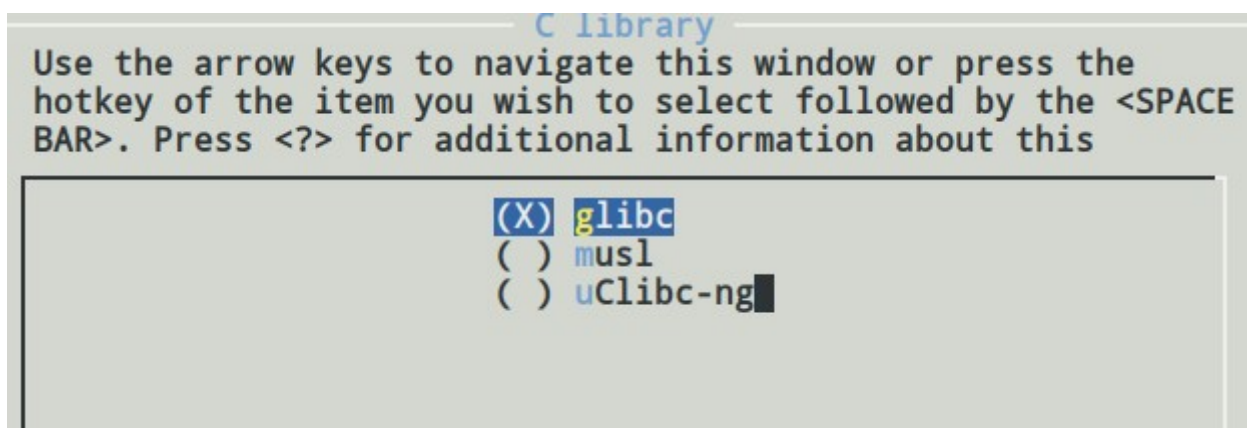 C library
Use the arrow keys to navigate this window or press the
hotkey of the item you wish to select followed by the <SPACE
BAR>. Press <?> for additional information about this
(X) glibc
( ) musl
( ) uClibc-ng